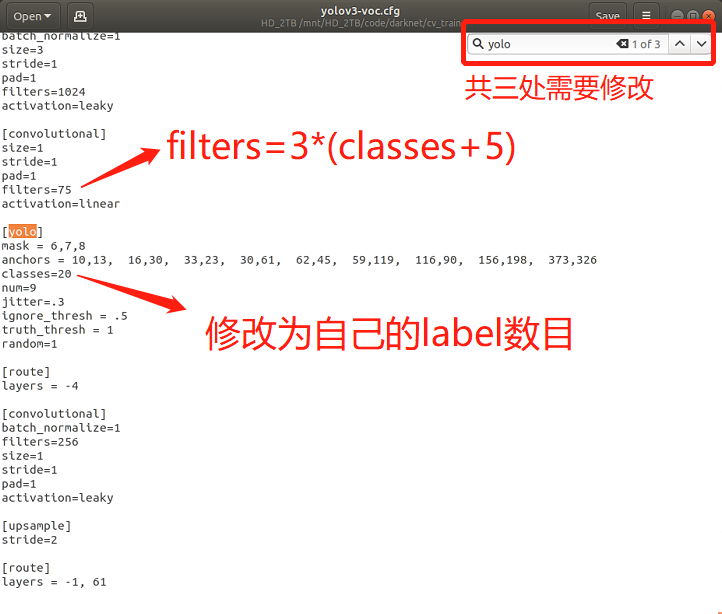 Open
yolov3-voc.cfg
HD_2TB /mnt/HD_2TB/code/darknet/cv_train
Save
batch_normalize=1
yolo
1 of 3
size=3
stride=1
pad=1
共三处需要修改
filters=1024
activation=leaky
[convolutional]
filters=3*(classes+5)
size=1
stride=1
pad=1
filters=75
activation=linear
[yolo]
mask = 6,7,8
anchors = 10,13, 16,30, 33,23, 30,61, 62,45, 59,119, 116,90, 156,198, 373,326
classes=20
num=9
jitter=.3
ignore_thresh = .5
truth_thresh = 1
修改为自己的label数目
random=1
[route]
layers = -4
[convolutional]
batch_normalize=1
filters=256
size=1
stride=1
pad=1
activation=leaky
[upsample]
stride=2
[route]
layers = -1, 61